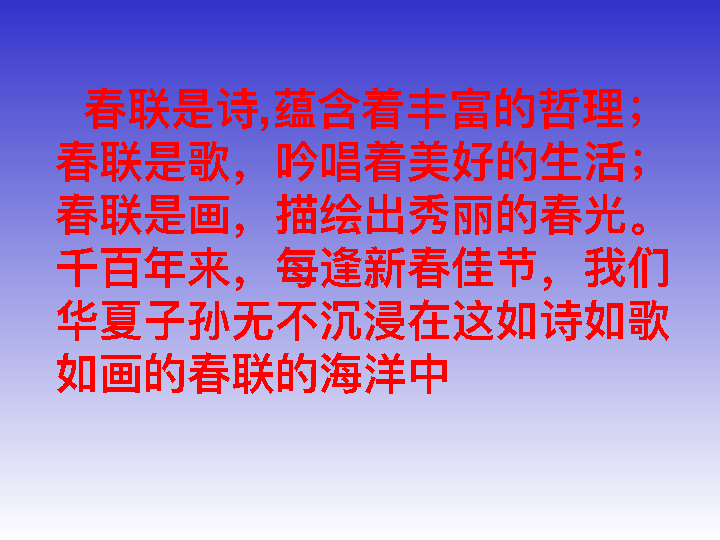 春联是诗,蕴含着丰富的哲理；
春联是歌，吟唱着美好的生活；
春联是画，描绘出秀丽的春光。
千百年来，每逢新春佳节，我们
华夏子孙无不沉浸在这如诗如歌
如画的春联的海洋中